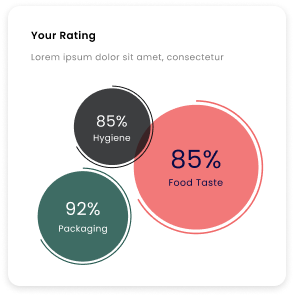 Your Rating
Lorem ipsum dolor sit amet, consectetur
85%
Hygiene
85%
Food Taste
92%
Packaging